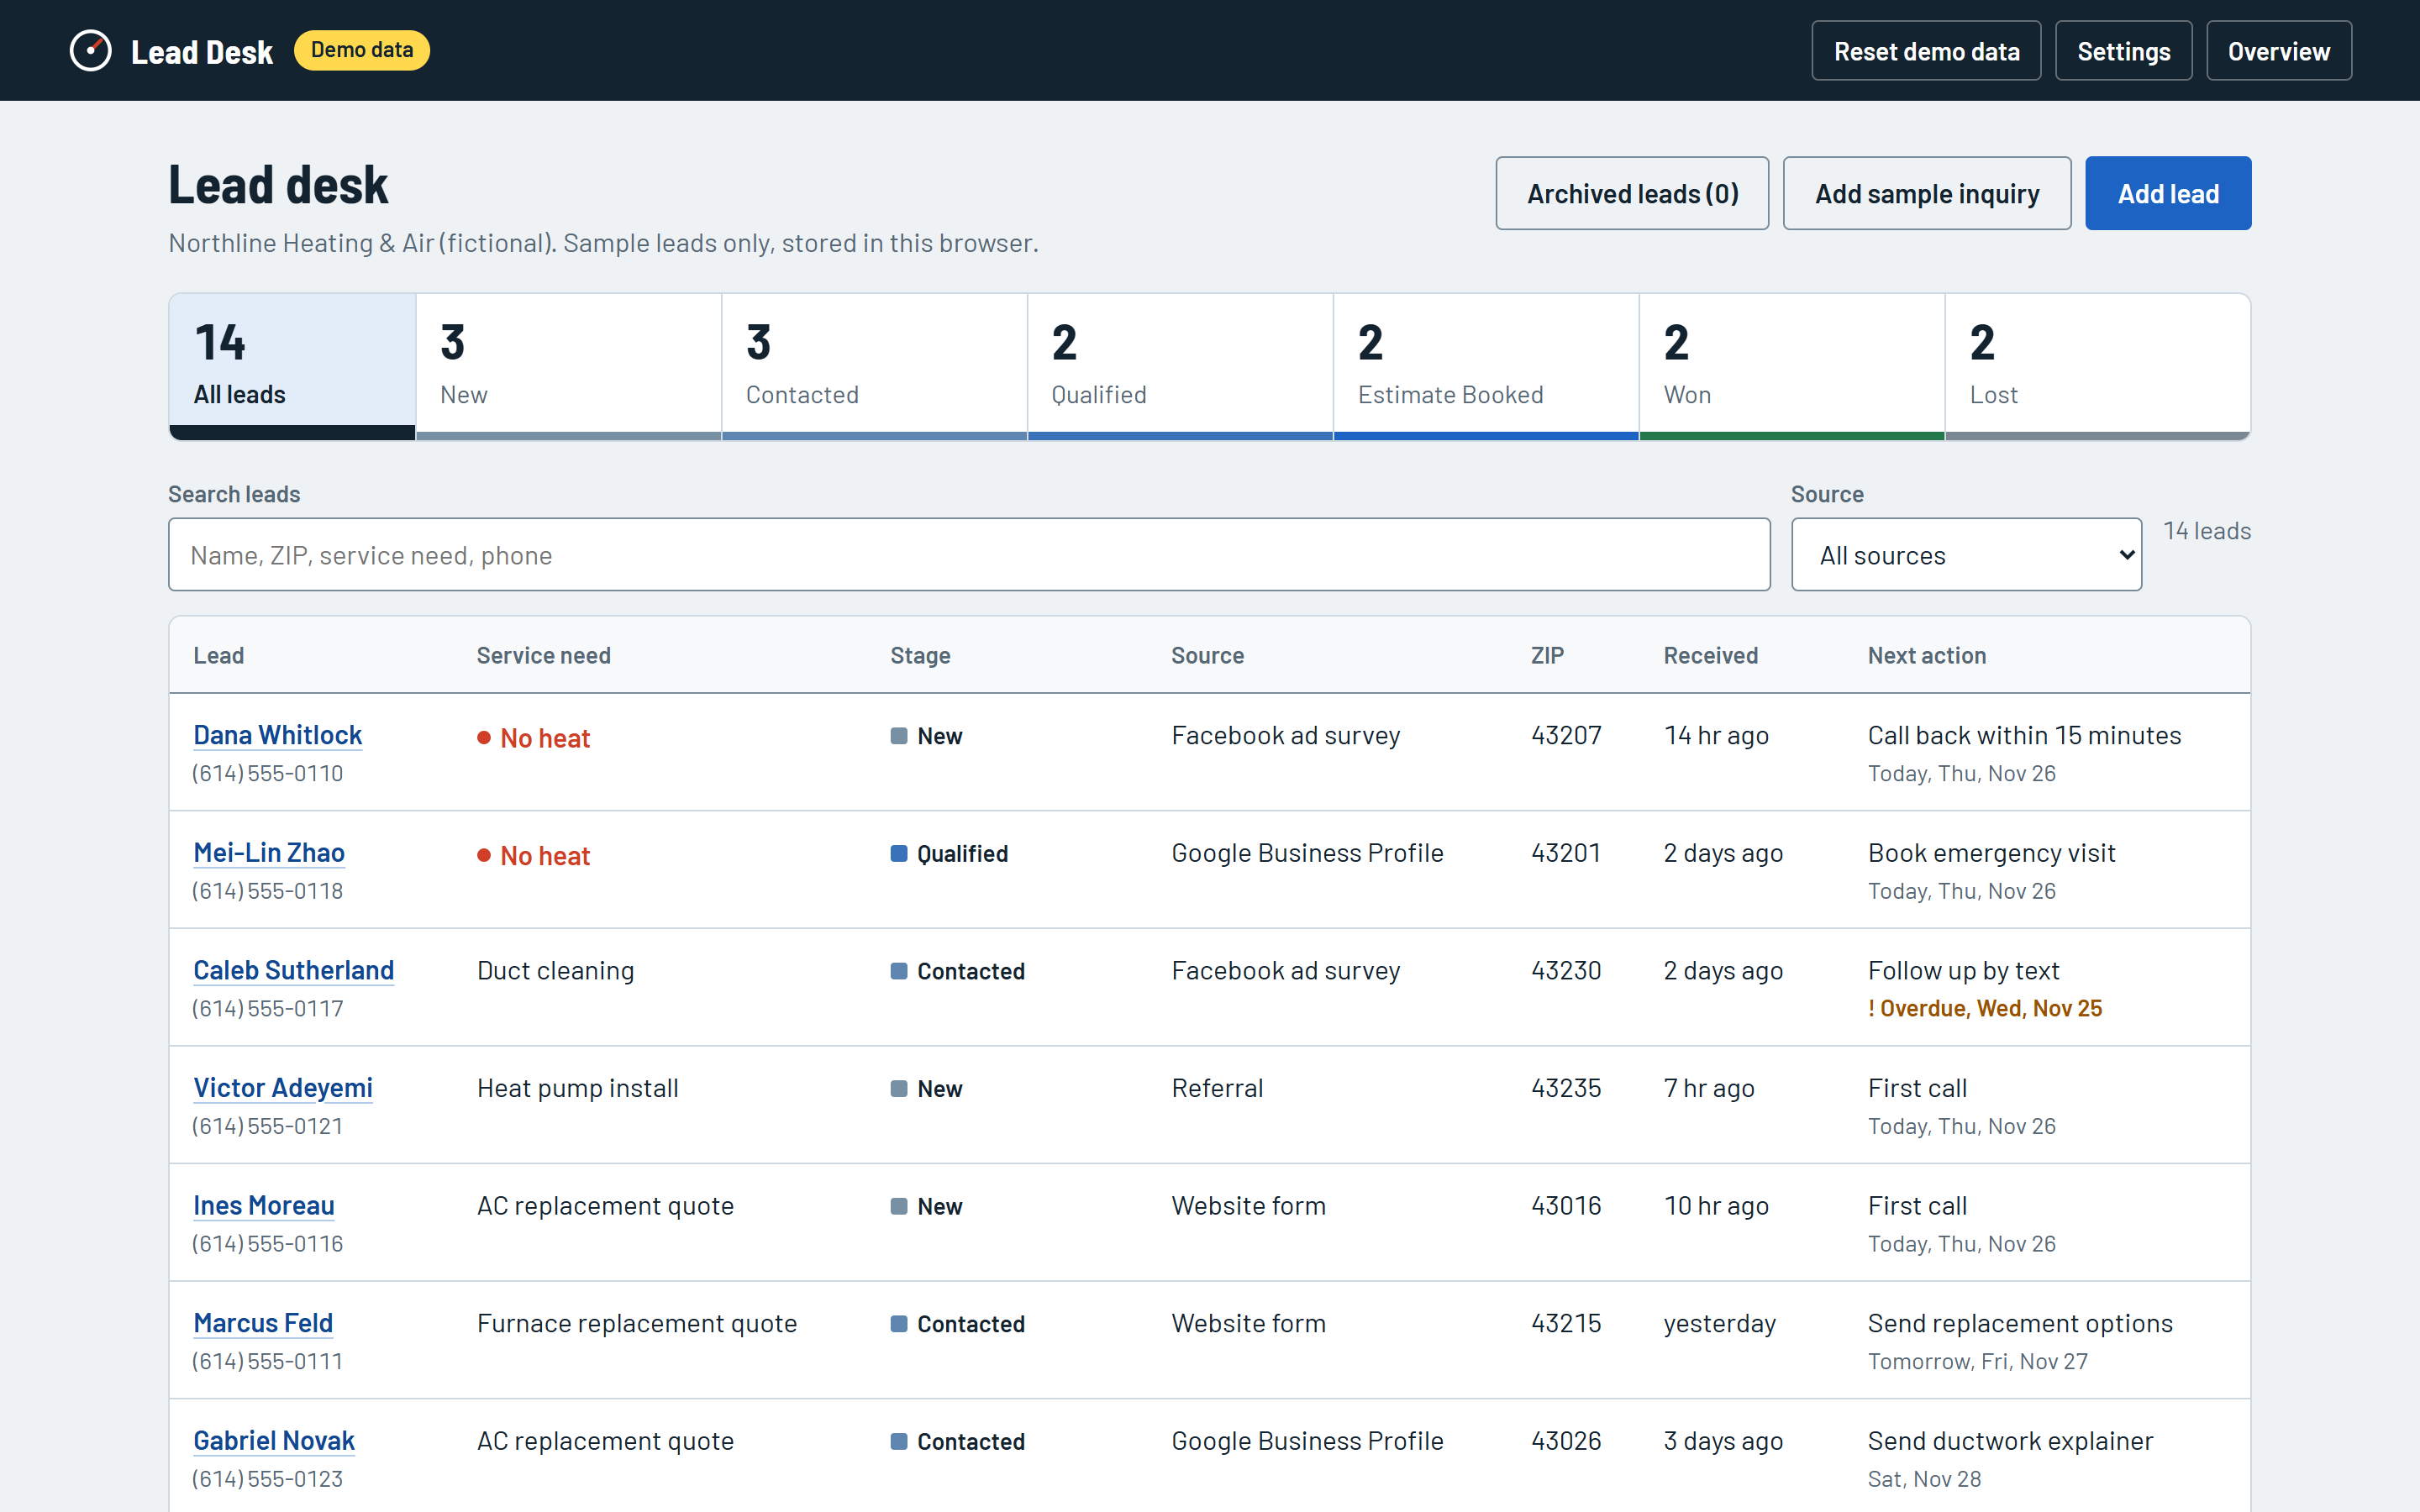 Lead Desk Demo data Reset demo data Settings Overview
Lead desk Archived leads (0) Add sample inquiry Add lead
Northline Heating & Air (fictional). Sample leads only, stored in this browser.
14 3 3 2 2 2 2
All leads New Contacted Qualified Estimate Booked Won Lost
Search leads Source
Name, ZIP, service need, phone All sources 14 leads
Lead Service need Stage Source ZIP Received Next action
Dana Whitlock No heat New Facebook ad survey 43207 14 hr ago Call back within 15 minutes
(614) 555-0110 Today, Thu, Nov 26
Mei-Lin Zhao No heat Qualified Google Business Profile 43201 2 days ago Book emergency visit
(614) 555-0118 Today, Thu, Nov 26
Caleb Sutherland Duct cleaning Contacted Facebook ad survey 43230 2 days ago Follow up by text
(614) 555-0117 ! Overdue, Wed, Nov 25
Victor Adeyemi Heat pump install New Referral 43235 7 hr ago First call
(614) 555-0121 Today, Thu, Nov 26
Ines Moreau AC replacement quote New Website form 43016 10 hr ago First call
(614) 555-0116 Today, Thu, Nov 26
Marcus Feld Furnace replacement quote Contacted Website form 43215 yesterday Send replacement options
(614) 555-0111 Tomorrow, Fri, Nov 27
Gabriel Novak AC replacement quote Contacted Google Business Profile 43026 3 days ago Send ductwork explainer
(614) 555-0123 Sat, Nov 28